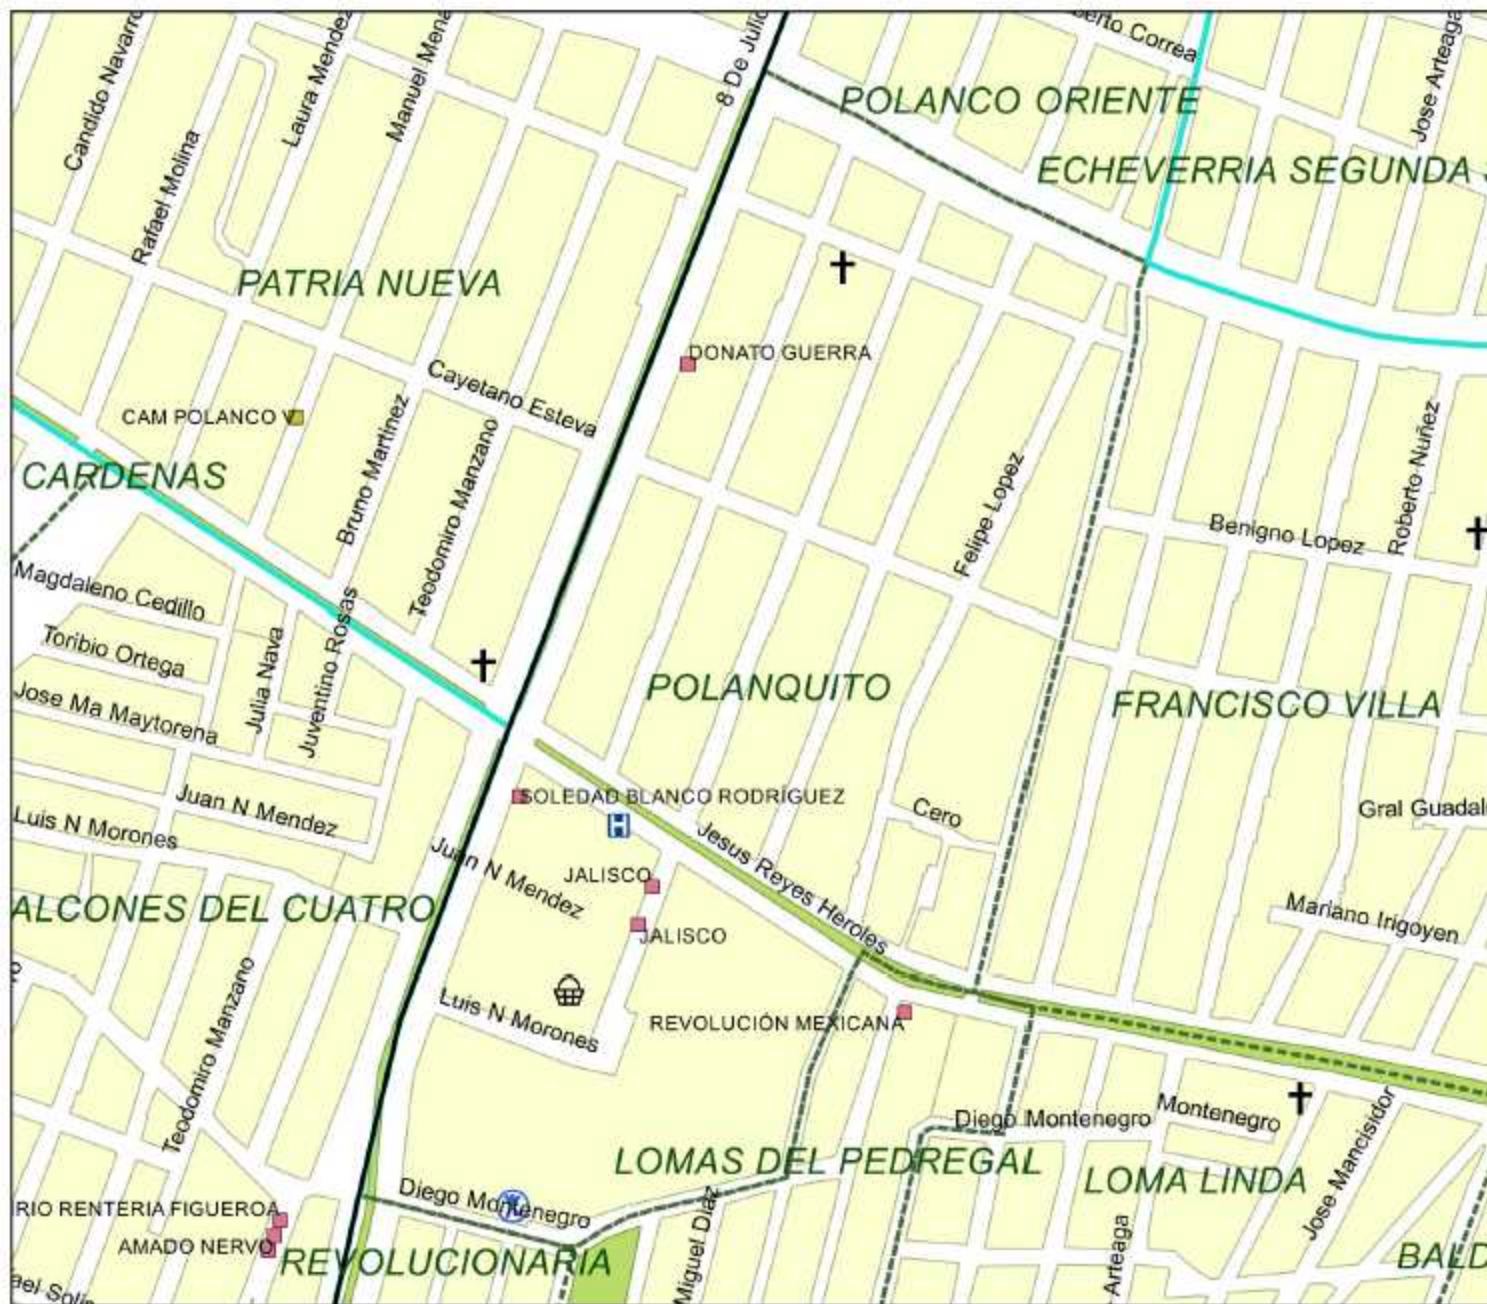 Candido Navarro
Laura Mendez
Manuel Mena
8 De Julio
Correa
Jose Arteaga
POLANCO ORIENTE
ECHEVERRIA SEGUNDA
Rafael Molina
PATRIA NUEVA
DONATO GUERRA
Cayetano Esteva
CAM POLANCO V
Bruno Martinez
Teodomiro Manzano
CARDENAS
Felipe Lopez
Roberto Nuñez
Benigno Lopez
Magdaleno Cedillo
Toribio Ortega
Julia Nava
Juventino Rosas
Jose Ma Maytorena
POLANQUITO
FRANCISCO VILLA
Juan N Mendez
SOLEDAD BLANCO RODRÍGUEZ
Cero
Gral Guadal
Luis N Morones
Juan N Mendez
Jesus Reyes Heroles
JALISCO
JALISCO
ALCONES DEL CUATRO
Mariano Irigoyen
Teodomiro Manzano
Luis N Morones
REVOLUCIÓN MEXICANA
Diego Montenegro
Montenegro
Jose Mancisidor
LOMAS DEL PEDREGAL
LOMA LINDA
Diego Montenegro
Miguel Diaz
Arteaga
RIO RENTERIA FIGUEROA
AMADO NERVO
REVOLUCIONARIA
BALD
ael Solis